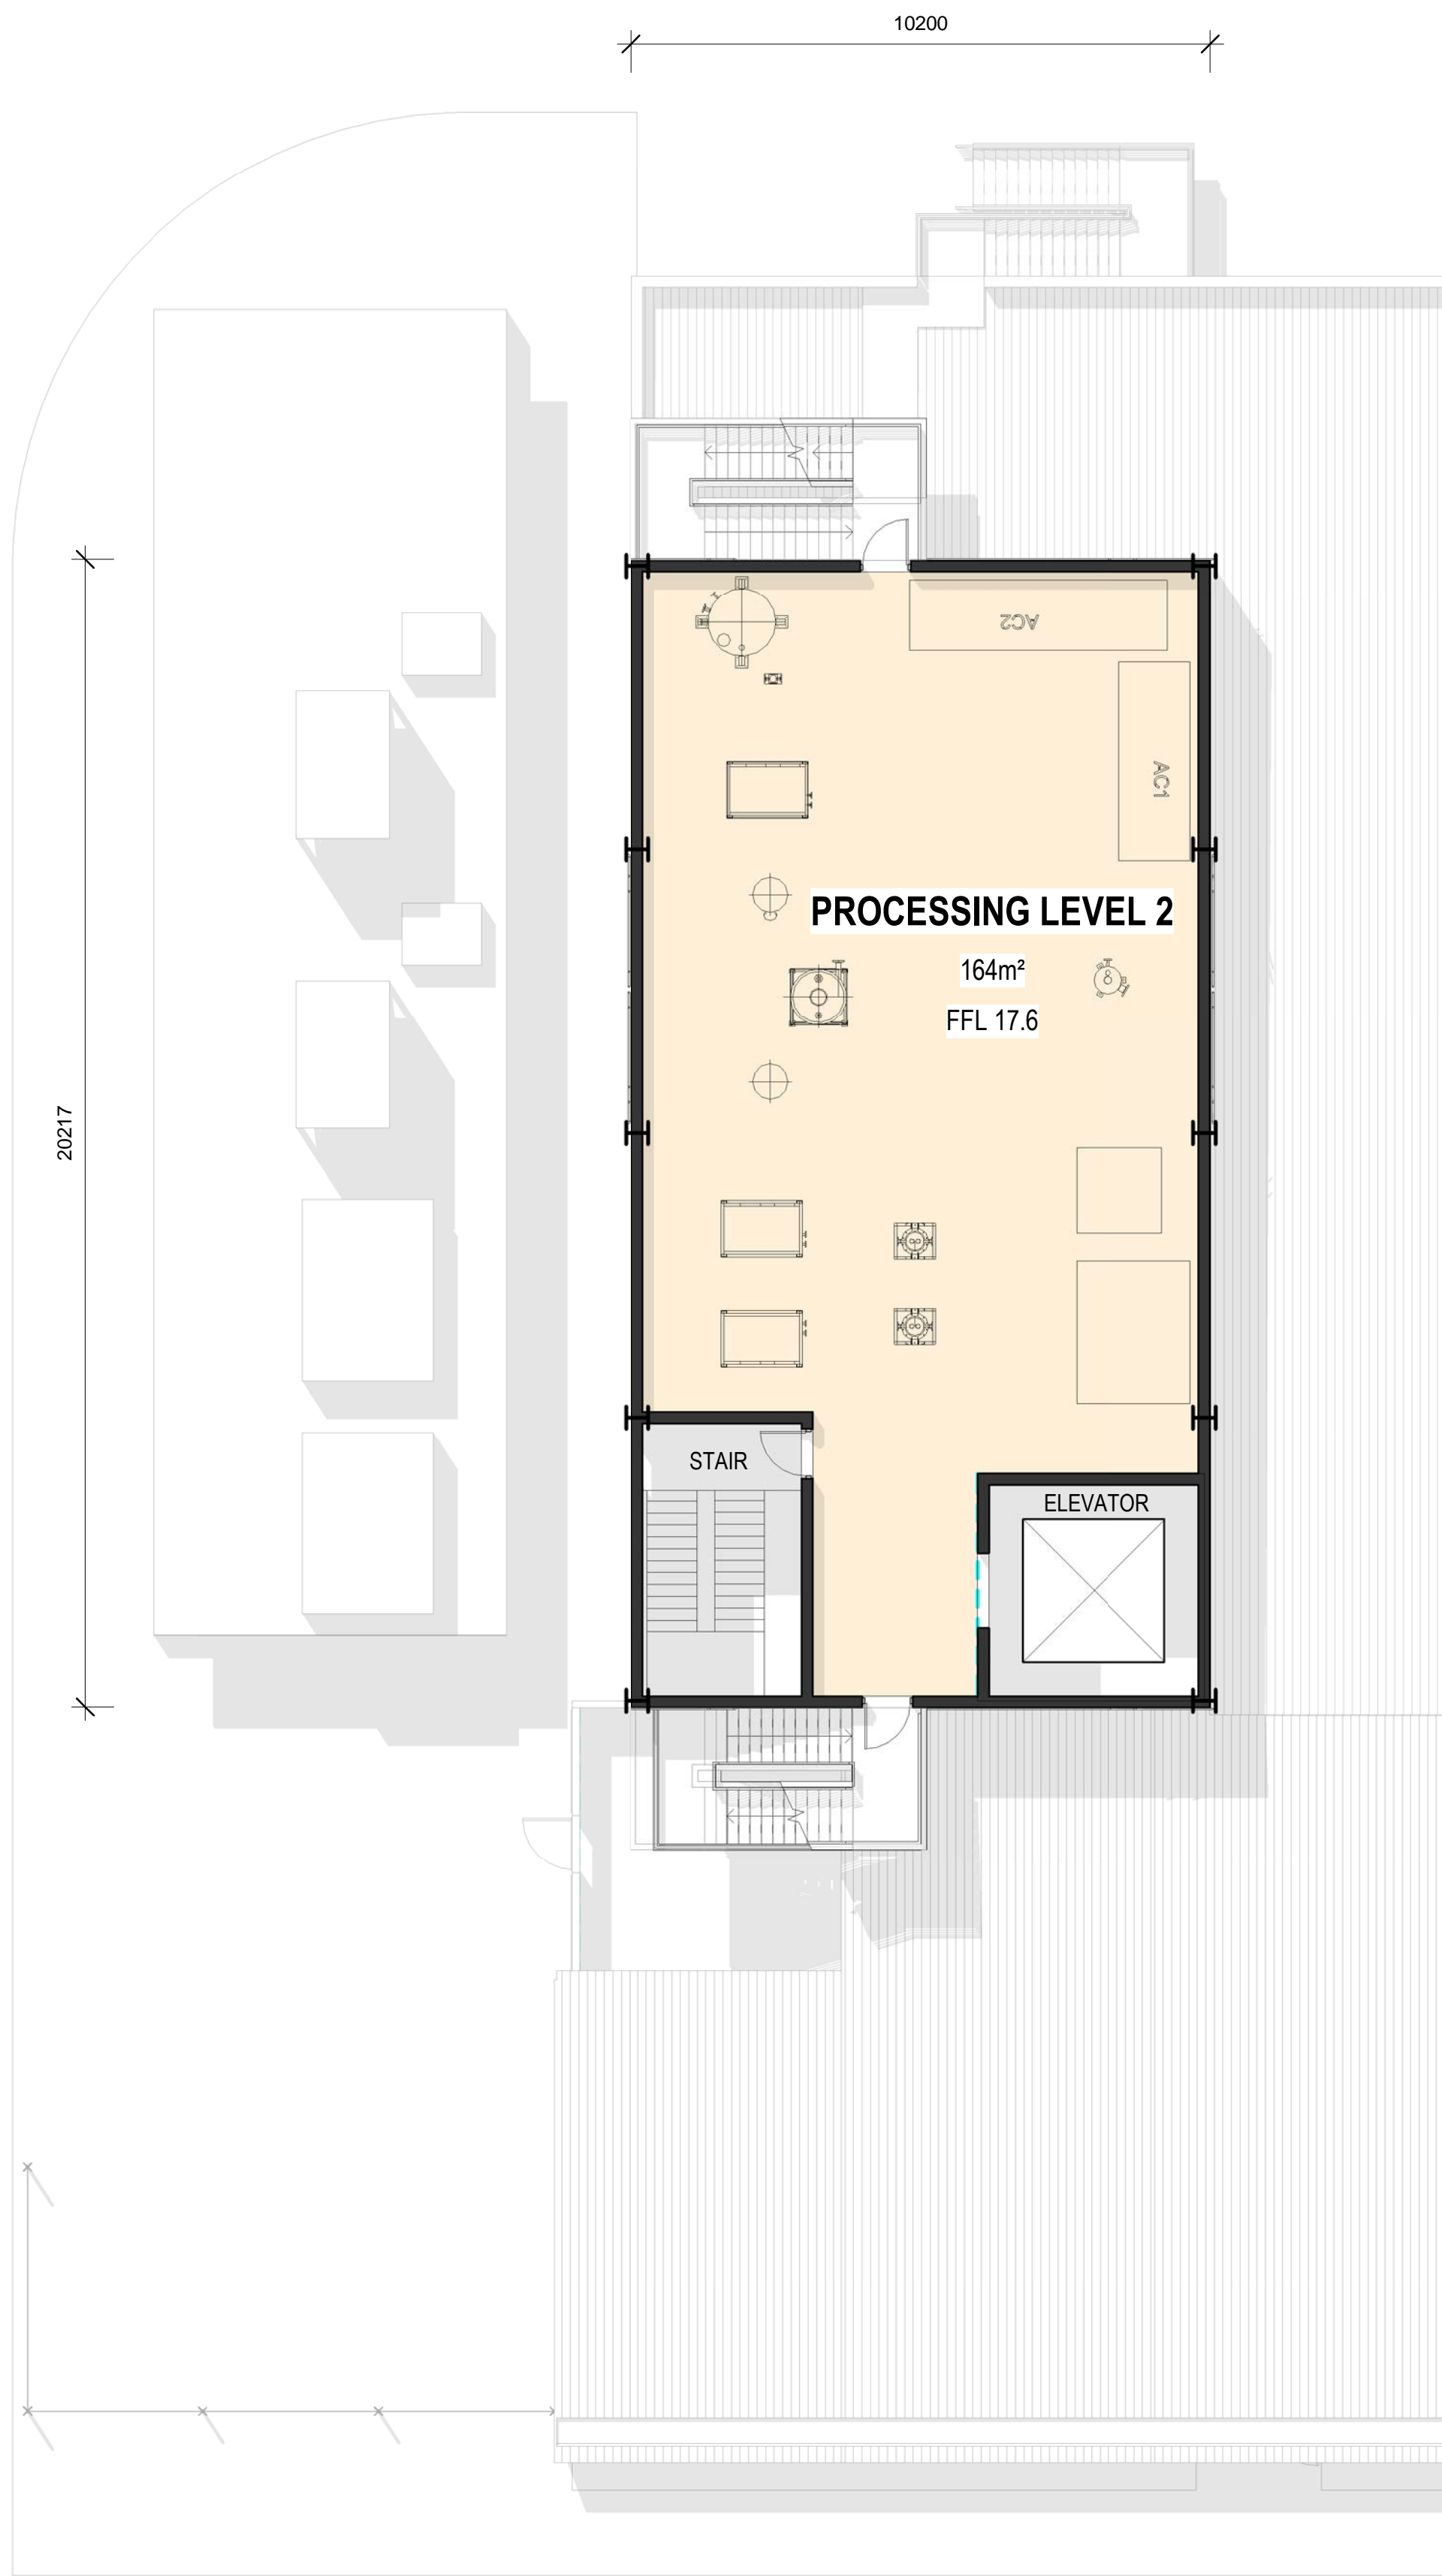 10200
AC2
AC1
PROCESSING LEVEL 2
164m²
FFL 17.6
20217
STAIR
ELEVATOR